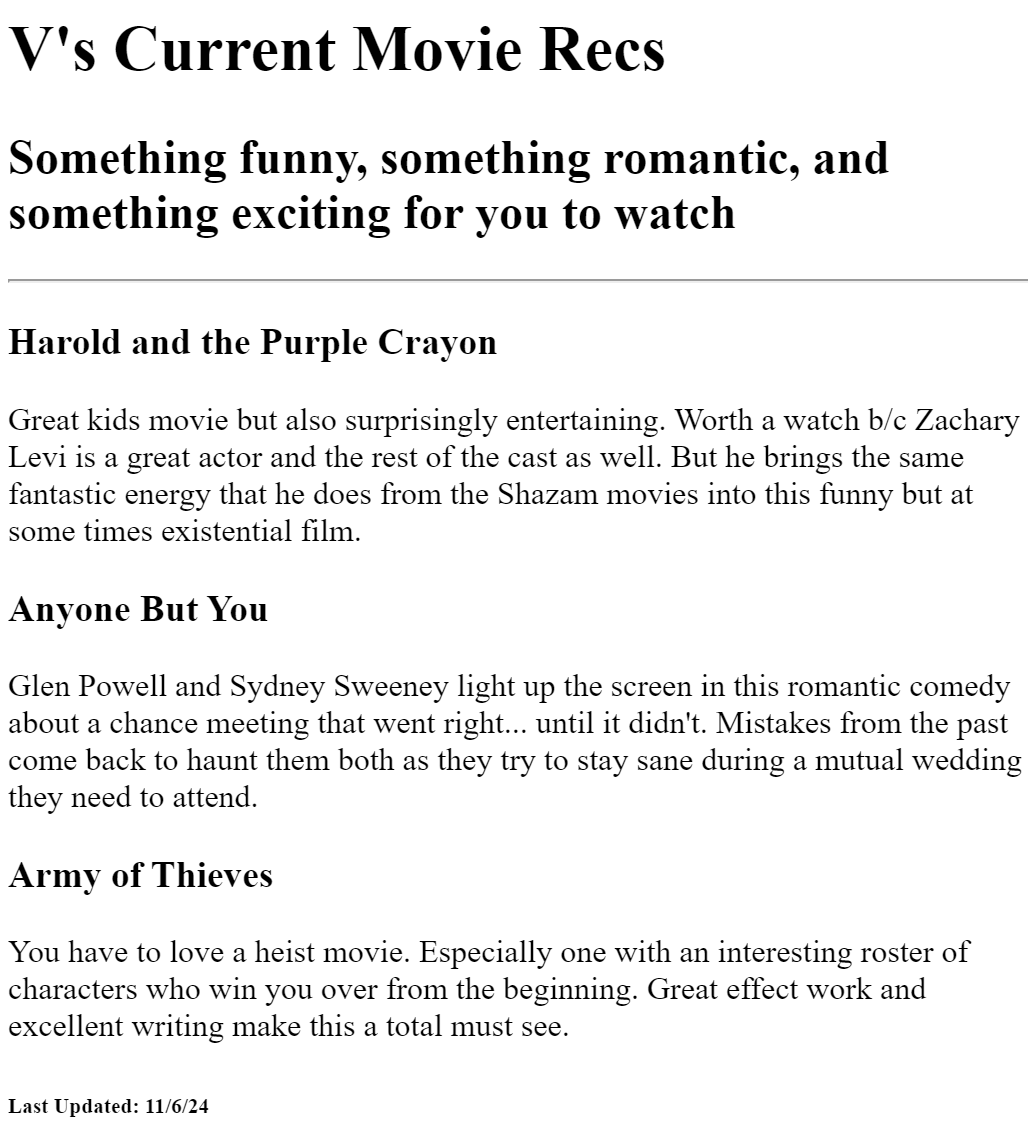 V's Current Movie Recs
Something funny, something romantic, and
something exciting for you to watch
Harold and the Purple Crayon
Great kids movie but also surprisingly entertaining. Worth a watch b/c Zachary
Levi is a great actor and the rest of the cast as well. But he brings the same
fantastic energy that he does from the Shazam movies into this funny but at
some times existential film.
Anyone But You
Glen Powell and Sydney Sweeney light up the screen in this romantic comedy
about a chance meeting that went right... until it didn't. Mistakes from the past
come back to haunt them both as they try to stay sane during a mutual wedding
they need to attend.
Army of Thieves
You have to love a heist movie. Especially one with an interesting roster of
characters who win you over from the beginning. Great effect work and
excellent writing make this a total must see.
Last Updated: 11/6/24